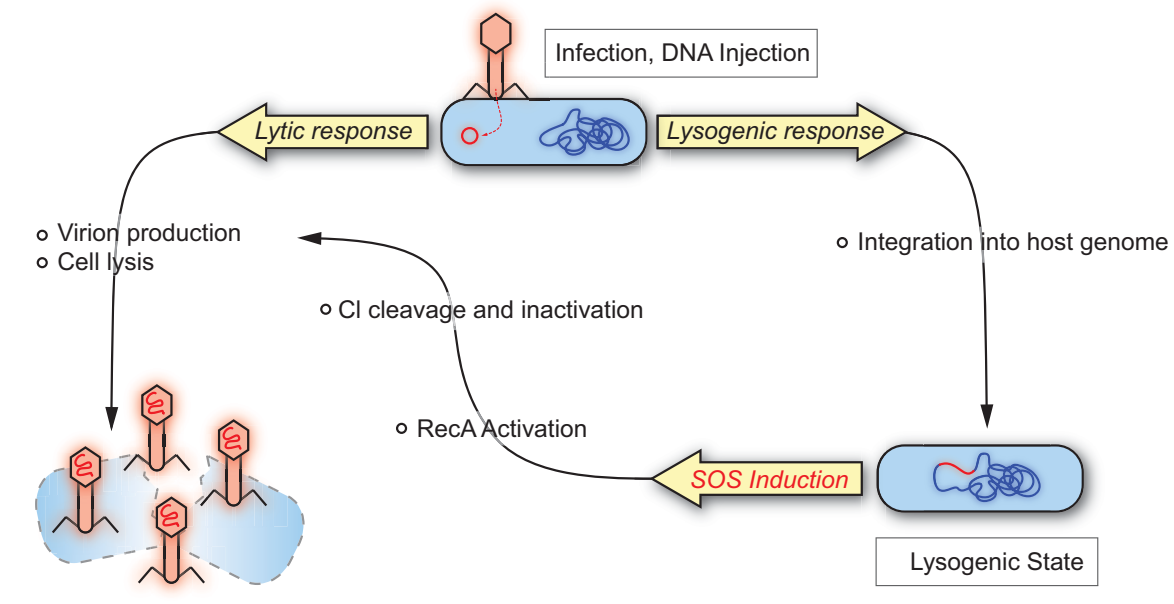 Infection, DNA Injection
Lytic response
Lysogenic response
Virion production
Cell lysis
Integration into host genome
CI cleavage and inactivation
RecA Activation
SOS Induction
Lysogenic State